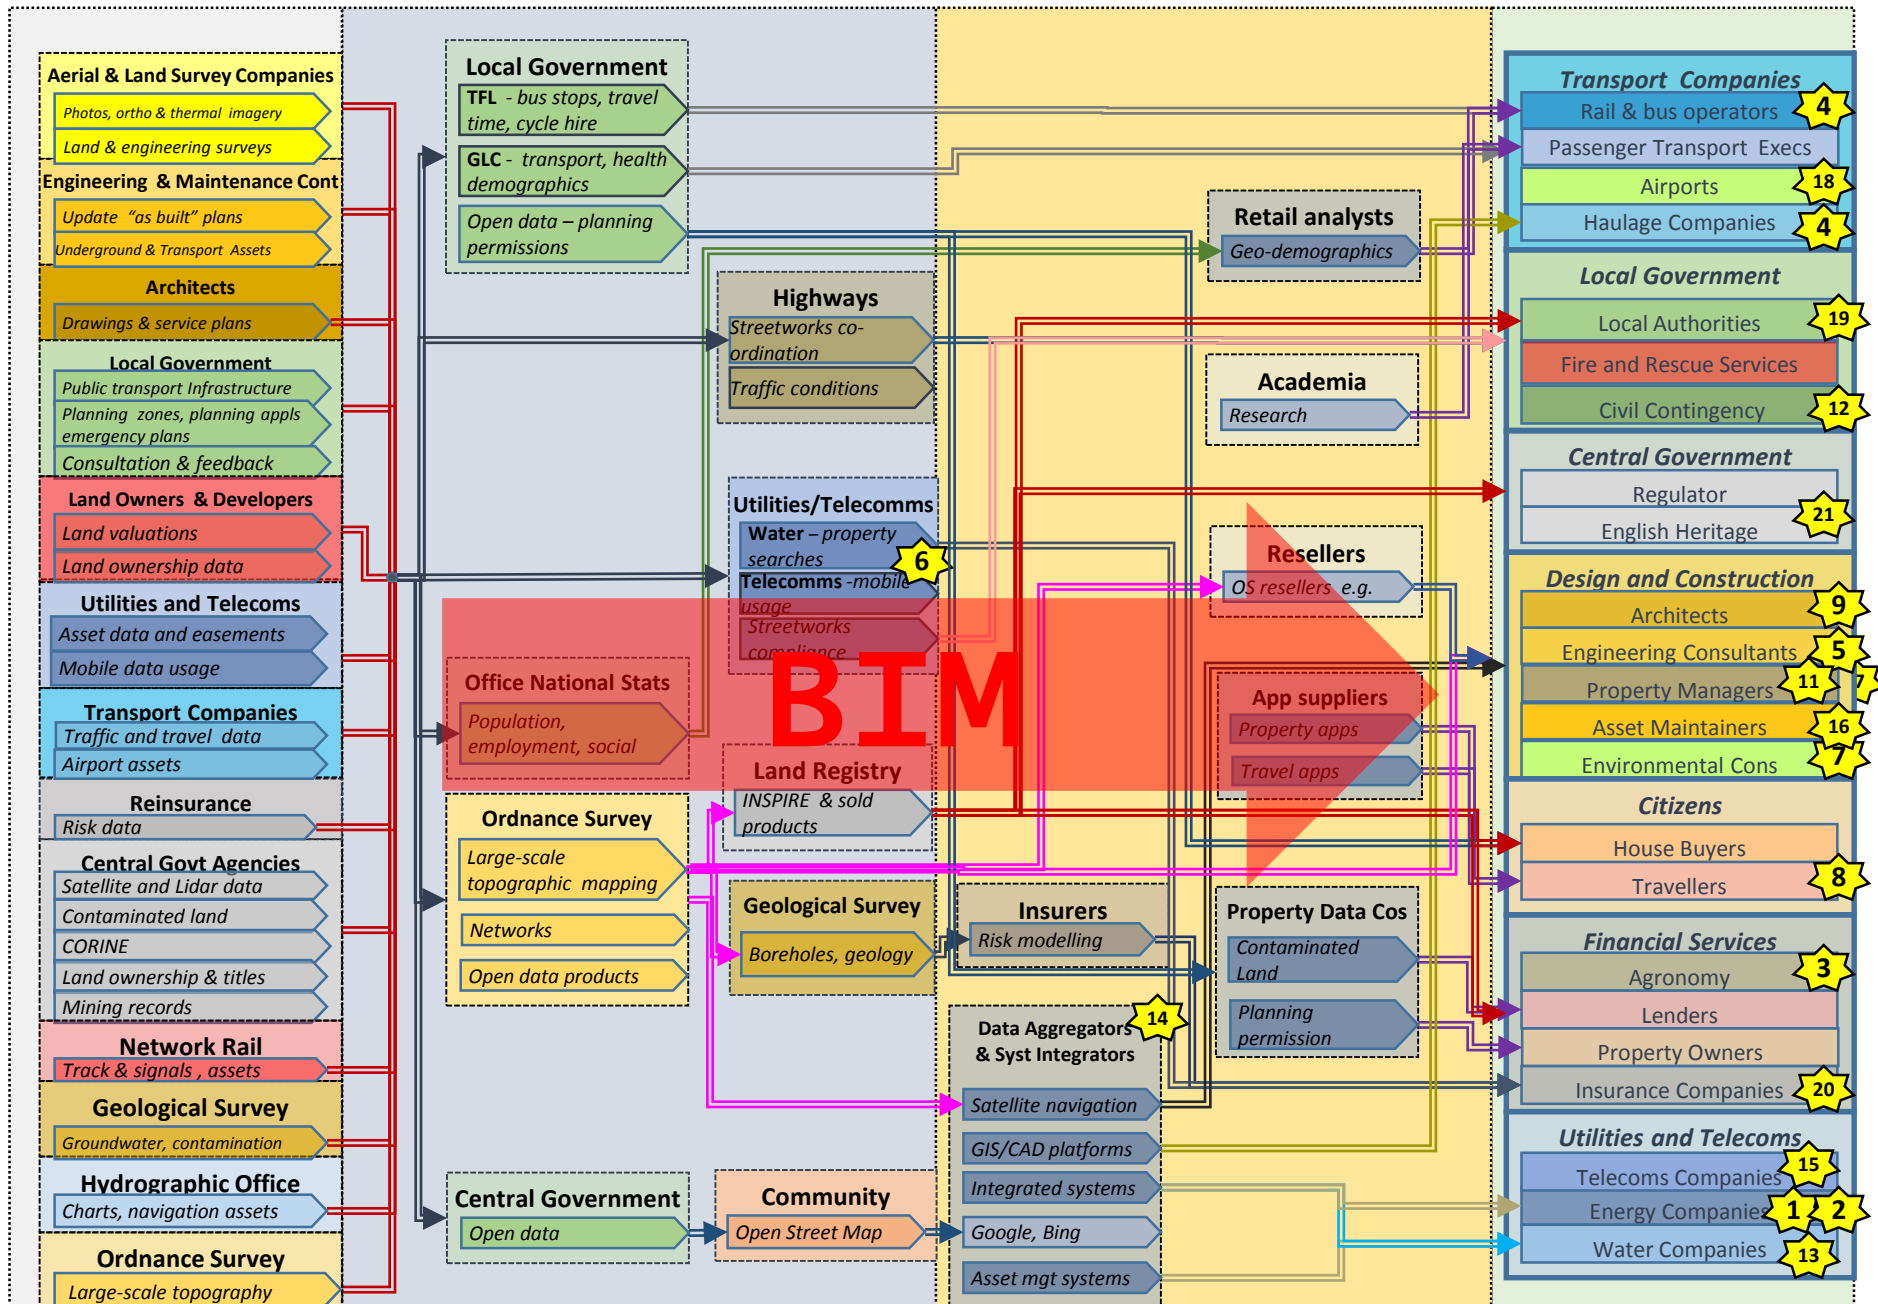 Aerial & Land Survey Companies
Photos, ortho & thermal imagery
Land & engineering surveys
Engineering & Maintenance Cont
Update “as built” plans
Underground & Transport Assets
Architects
Drawings & service plans
Local Government
Public transport Infrastructure
Planning zones, planning appls
emergency plans
Consultation & feedback
Land Owners & Developers
Land valuations
Land ownership data
Utilities and Telecoms
Asset data and easements
Mobile data usage
Transport Companies
Traffic and travel data
Airport assets
Reinsurance
Risk data
Central Govt Agencies
Satellite and Lidar data
Contaminated land
CORINE
Land ownership & titles
Mining records
Network Rail
Track & signals , assets
Geological Survey
Groundwater, contamination
Hydrographic Office
Charts, navigation assets
Ordnance Survey
Large-scale topography
Local Government
TFL - bus stops, travel
time, cycle hire
GLC - transport, health
demographics
Open data – planning
permissions
Highways
Streetworks co-
ordination
Traffic conditions
Utilities/Telecomms
Water – property
searches
6
Telecomms -mobile
usage
Streetworks
compliance
BIM
Office National Stats
Population,
employment, social
Land Registry
INSPIRE & sold
products
Ordnance Survey
Large-scale
topographic mapping
Networks
Open data products
Geological Survey
Boreholes, geology
Central Government
Open data
Community
Open Street Map
Retail analysts
Geo-demographics
Academia
Research
Resellers
OS resellers e.g.
App suppliers
Property apps
Travel apps
Insurers
Risk modelling
Property Data Cos
Contaminated
Land
Planning
permission
Data Aggregators
& Syst Integrators
14
Satellite navigation
GIS/CAD platforms
Integrated systems
Google, Bing
Asset mgt systems
Transport Companies
Rail & bus operators 4
Passenger Transport Execs
Airports 18
Haulage Companies 4
Local Government
Local Authorities 19
Fire and Rescue Services
Civil Contingency 12
Central Government
Regulator
English Heritage 21
Design and Construction
Architects 9
Engineering Consultants 5
Property Managers 11 7
Asset Maintainers 16
Environmental Cons 7
Citizens
House Buyers
Travellers 8
Financial Services
Agronomy 3
Lenders
Property Owners
Insurance Companies 20
Utilities and Telecoms
Telecoms Companies 15
Energy Companies 1 2
Water Companies 13